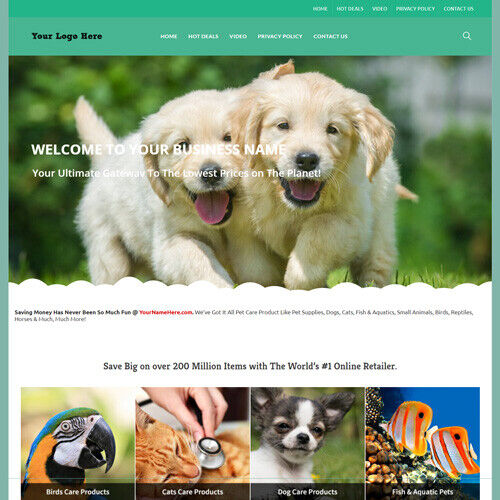 HOME HOT DEALS VIDEO PRIVACY POLICY CONTACT US
Your Logo Here
HOME HOT DEALS VIDEO PRIVACY POLICY CONTACT US
WELCOME TO YOUR BUSINESS NAME
Your Ultimate Gateway To The Lowest Prices on The Planet!
Saving Money Has Never Been So Much Fun @ YourNameHere.com. We've Got It All Pet Care Product Like Pet Supplies, Dogs, Cats, Fish & Aquatics, Small Animals, Birds, Reptiles,
Horses & Much, Much More!
Save Big on over 200 Million Items with The World's #1 Online Retailer.
Birds Care Products
Cats Care Products
Dog Care Products
Fish & Aquatic Pets